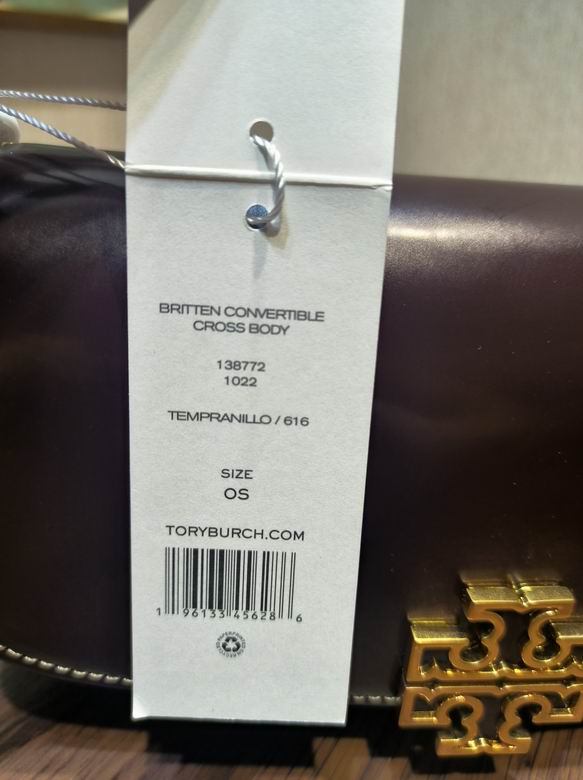 BRITTEN CONVERTIBLE
CROSS BODY
138772
1022
TEMPRANILLO / 616
SIZE
OS
TORYBURCH.COM
1 96133 45628 6